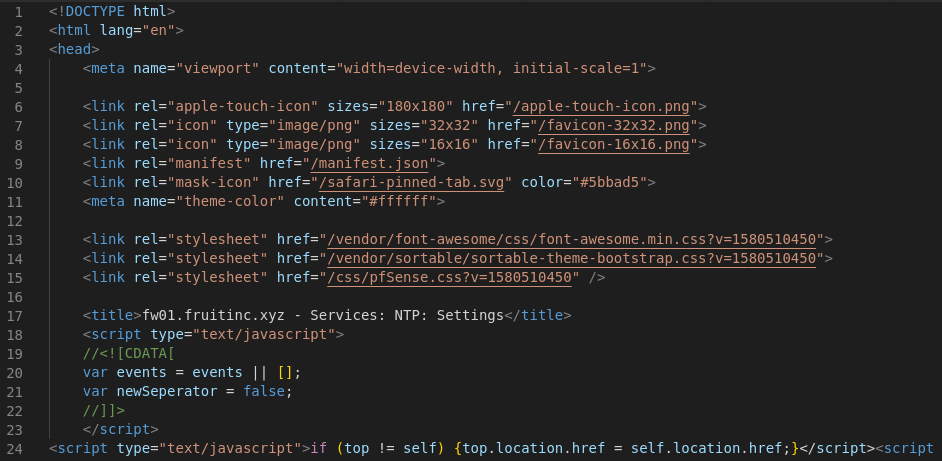 1 <!DOCTYPE html>
2 <html lang="en">
3 <head>
4     <meta name="viewport" content="width=device-width, initial-scale=1">
5
6     <link rel="apple-touch-icon" sizes="180x180" href="/apple-touch-icon.png">
7     <link rel="icon" type="image/png" sizes="32x32" href="/favicon-32x32.png">
8     <link rel="icon" type="image/png" sizes="16x16" href="/favicon-16x16.png">
9     <link rel="manifest" href="/manifest.json">
10     <link rel="mask-icon" href="/safari-pinned-tab.svg" color="#5bbad5">
11     <meta name="theme-color" content="#ffffff">
12
13     <link rel="stylesheet" href="/vendor/font-awesome/css/font-awesome.min.css?v=1580510450">
14     <link rel="stylesheet" href="/vendor/sortable/sortable-theme-bootstrap.css?v=1580510450">
15     <link rel="stylesheet" href="/css/pfSense.css?v=1580510450" />
16
17     <title>fw01.fruitinc.xyz - Services: NTP: Settings</title>
18     <script type="text/javascript">
19     //<![CDATA[
20     var events = events || [];
21     var newSeperator = false;
22     //]]>
23     </script>
24 <script type="text/javascript">if (top != self) {top.location.href = self.location.href;}</script><script